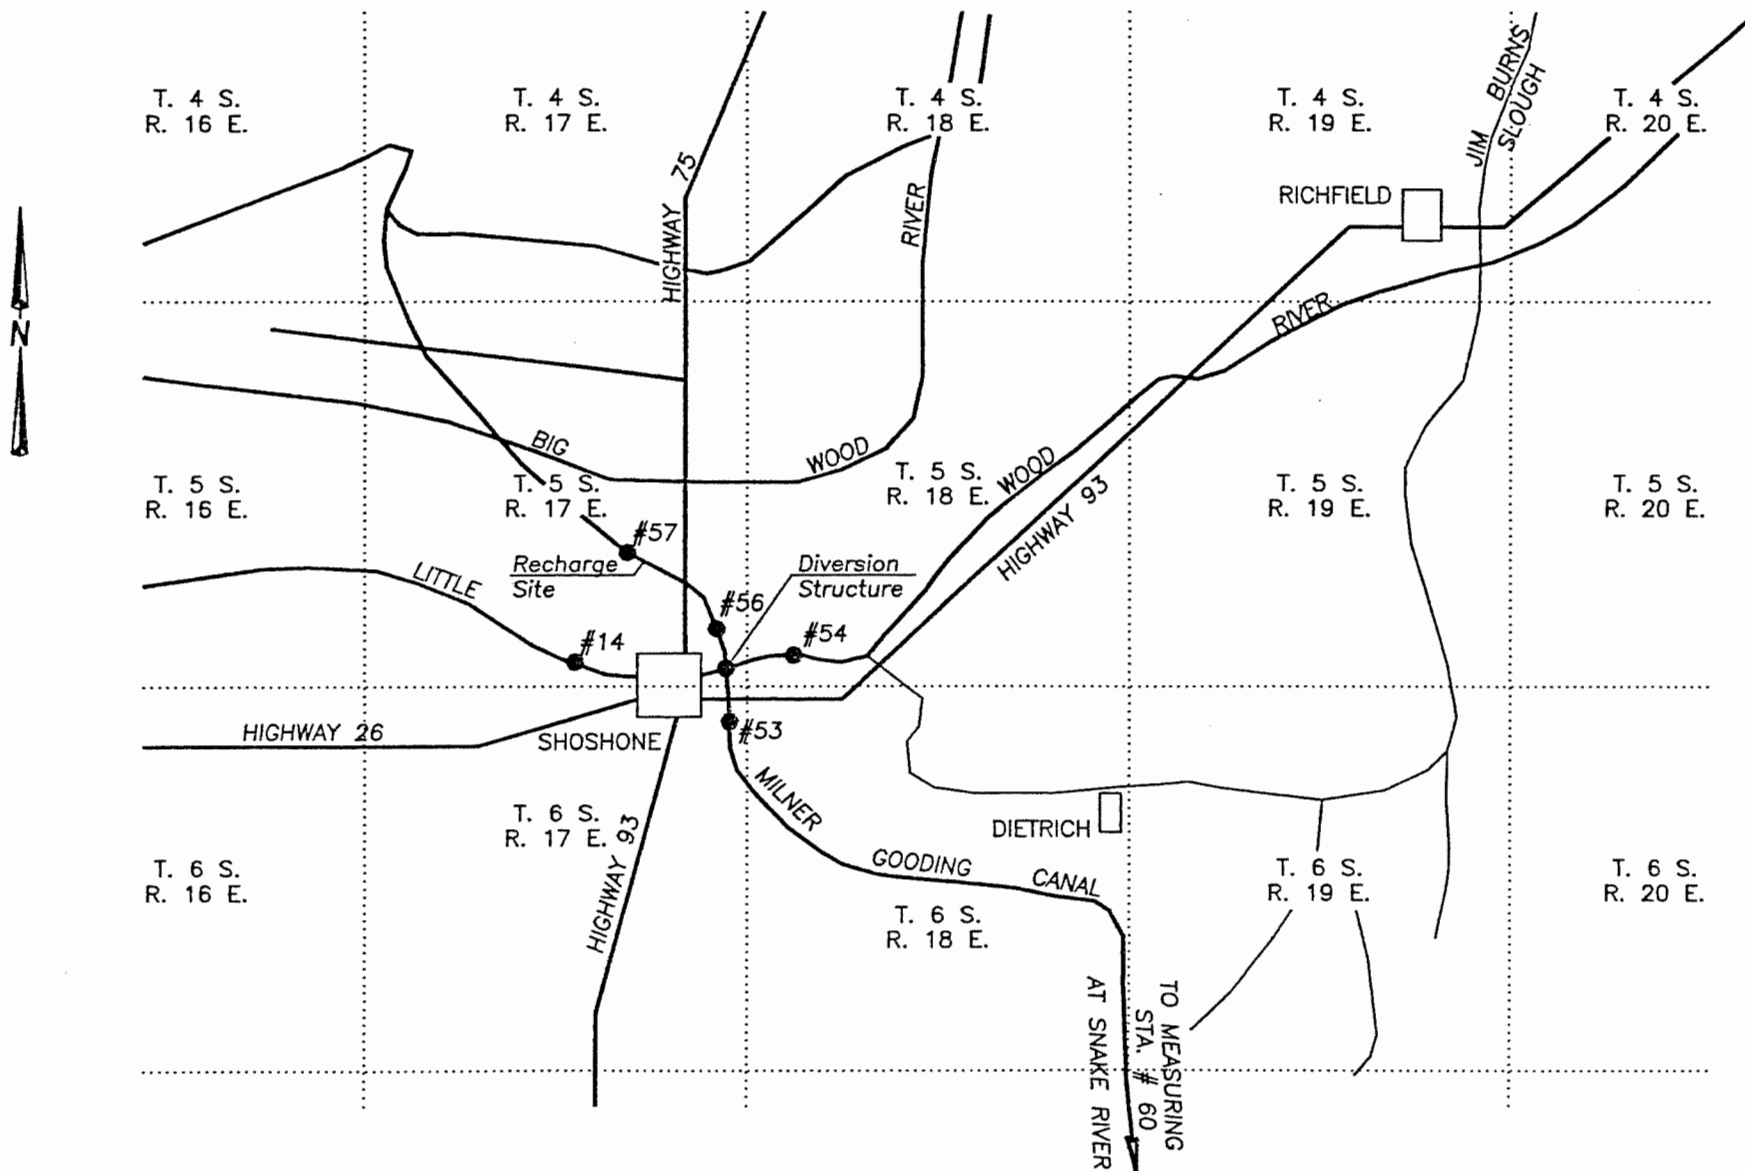 T. 4 S.
R. 16 E.
T. 4 S.
R. 17 E.
T. 4 S.
R. 18 E.
T. 4 S.
R. 19 E.
T. 4 S.
R. 20 E.
JIM BURNS
SLOUGH
RICHFIELD
HIGHWAY 75
RIVER
N
RIVER
BIG
WOOD
WOOD
HIGHWAY 93
T. 5 S.
R. 16 E.
T. 5 S.
R. 17 E.
T. 5 S.
R. 18 E.
T. 5 S.
R. 19 E.
T. 5 S.
R. 20 E.
#57
Recharge
Site
Diversion
Structure
LITTLE
#56
#54
#14
#53
HIGHWAY 26
SHOSHONE
MILNER
GOODING
CANAL
DIETRICH
HIGHWAY 93
T. 6 S.
R. 16 E.
T. 6 S.
R. 17 E.
T. 6 S.
R. 18 E.
T. 6 S.
R. 19 E.
T. 6 S.
R. 20 E.
TO MEASURING
STA. # 60
AT SNAKE RIVER